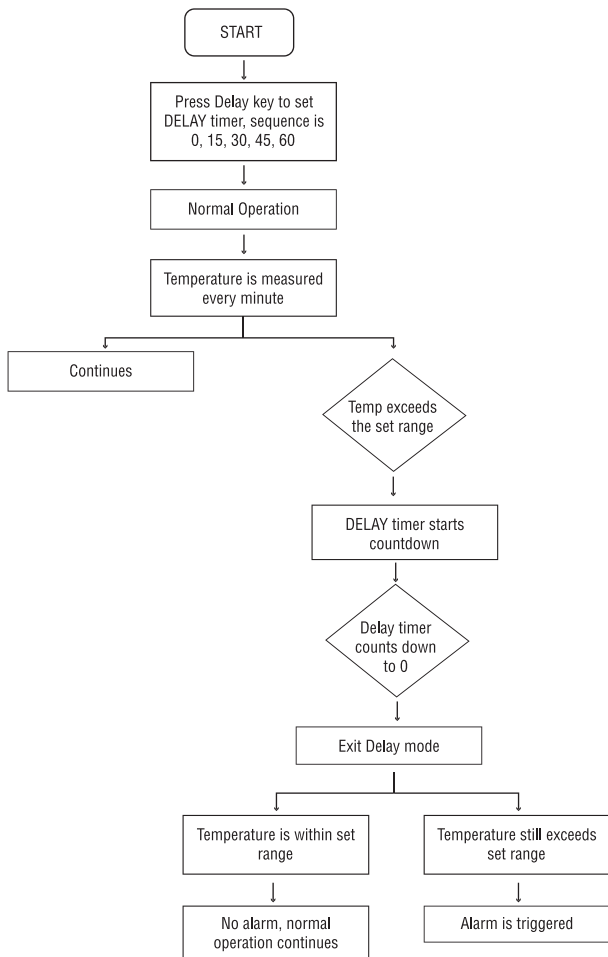 START
Press Delay key to set
DELAY timer, sequence is
0, 15, 30, 45, 60
Normal Operation
Temperature is measured
every minute
Continues
Temp exceeds
the set range
DELAY timer starts
countdown
Delay timer
counts down
to 0
Exit Delay mode
Temperature is within set
range
Temperature still exceeds
set range
No alarm, normal
operation continues
Alarm is triggered